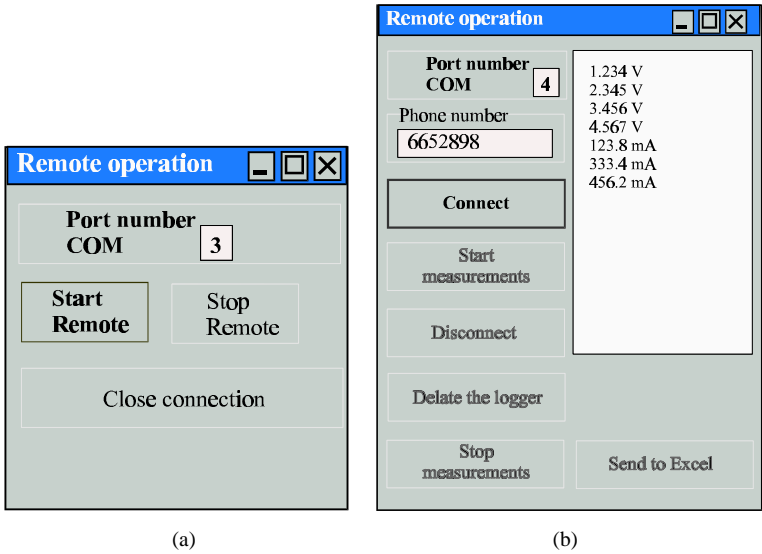 Remote operation
Port number
COM 3
Start
Remote
Stop
Remote
Close connection
(a)
Remote operation
Port number
COM 4
Phone number
6652898
Connect
Start
measurements
Disconnect
Delate the logger
Stop
measurements
1.234 V
2.345 V
3.456 V
4.567 V
123.8 mA
333.4 mA
456.2 mA
Send to Excel
(b)